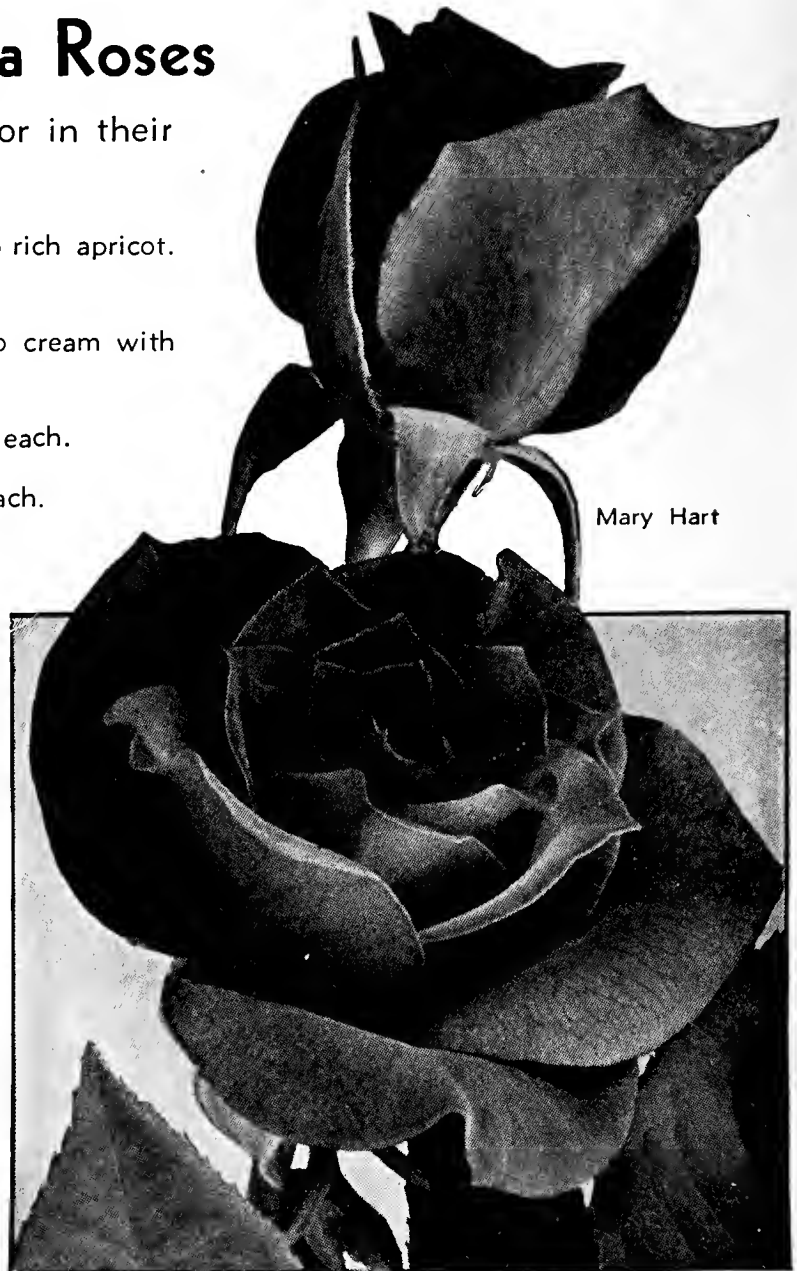 a Roses
or in their
rich apricot.
cream with
each.
ach.
Mary Hart